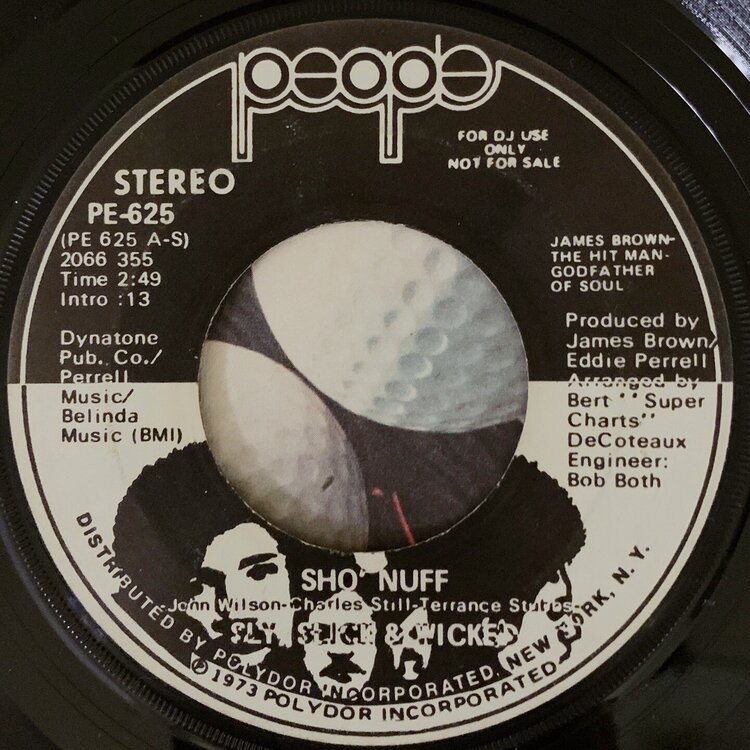 people
FOR DJ USE
ONLY
NOT FOR SALE
STEREO
PE-625
(PE 625 A-S)
2066 355
Time 2:49
Intro :13
JAMES BROWN-
THE HIT MAN-
GODFATHER
OF SOUL
Dynatone
Pub. Co./
Perrell
Music/
Belinda
Music (BMI)
Produced by
James Brown/
Eddie Perrell
Arranged by
Bert "Super
Charts"
DeCoteaux
Engineer:
Bob Both
SHO' NUFF
John Wilson-Charles Still-Terrance Stubbs
SLY, SLICK & WICKED
DISTRIBUTED BY POLYDOR INCORPORATED, NEW YORK, N.Y.
Ⓟ 1973 POLYDOR INCORPORATED